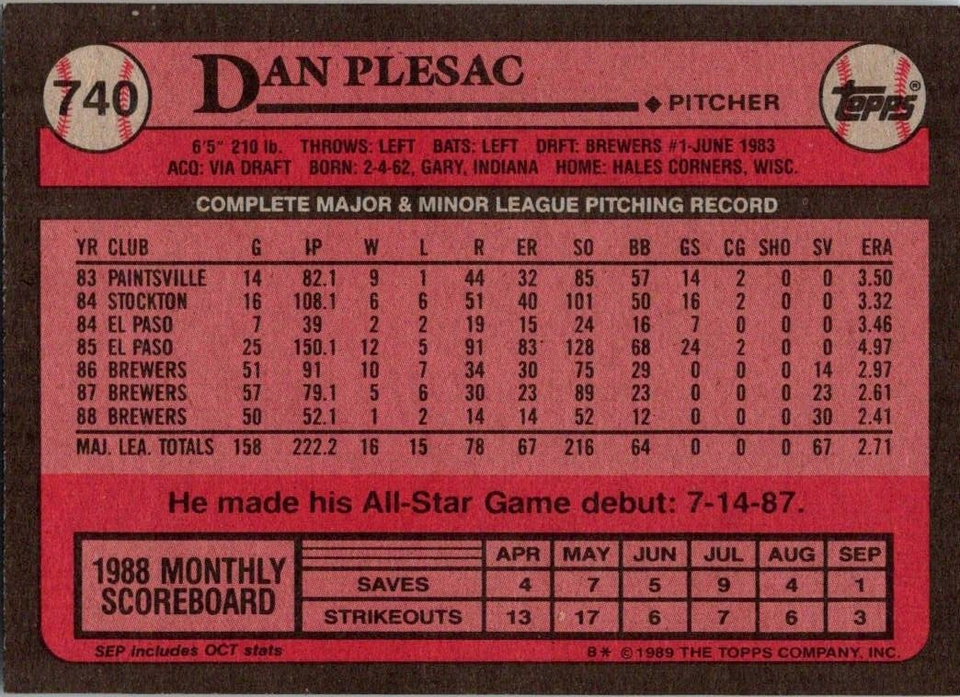 740
DAN PLESAC
◆ PITCHER
topps®
6'5" 210 lb. THROWS: LEFT BATS: LEFT DRFT: BREWERS #1-JUNE 1983
ACQ: VIA DRAFT BORN: 2-4-62, GARY, INDIANA HOME: HALES CORNERS, WISC.
COMPLETE MAJOR & MINOR LEAGUE PITCHING RECORD
YR CLUB G IP W L R ER SO BB GS CG SHO SV ERA
83 PAINTSVILLE 14 82.1 9 1 44 32 85 57 14 2 0 0 3.50
84 STOCKTON 16 108.1 6 6 51 40 101 50 16 2 0 0 3.32
84 EL PASO 7 39 2 2 19 15 24 16 7 0 0 0 3.46
85 EL PASO 25 150.1 12 5 91 83 128 68 24 2 0 0 4.97
86 BREWERS 51 91 10 7 34 30 75 29 0 0 0 14 2.97
87 BREWERS 57 79.1 5 6 30 23 89 23 0 0 0 23 2.61
88 BREWERS 50 52.1 1 2 14 14 52 12 0 0 0 30 2.41
MAJ. LEA. TOTALS 158 222.2 16 15 78 67 216 64 0 0 0 67 2.71
He made his All-Star Game debut: 7-14-87.
1988 MONTHLY
SCOREBOARD
APR MAY JUN JUL AUG SEP
SAVES 4 7 5 9 4 1
STRIKEOUTS 13 17 6 7 6 3
SEP includes OCT stats
B* ©1989 THE TOPPS COMPANY, INC.